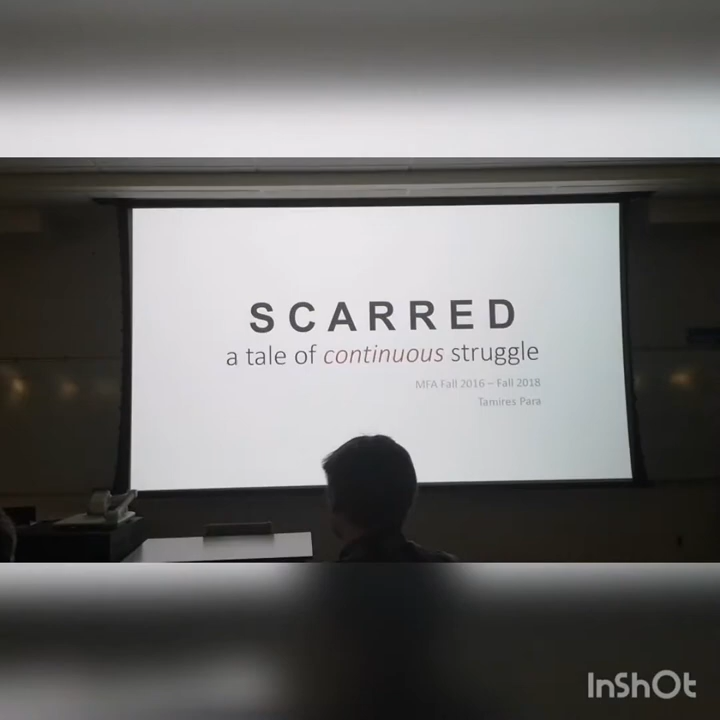 SCARRED
a tale of continuous struggle
MFA Fall 2016 – Fall 2018
Tamires Para
InShOt